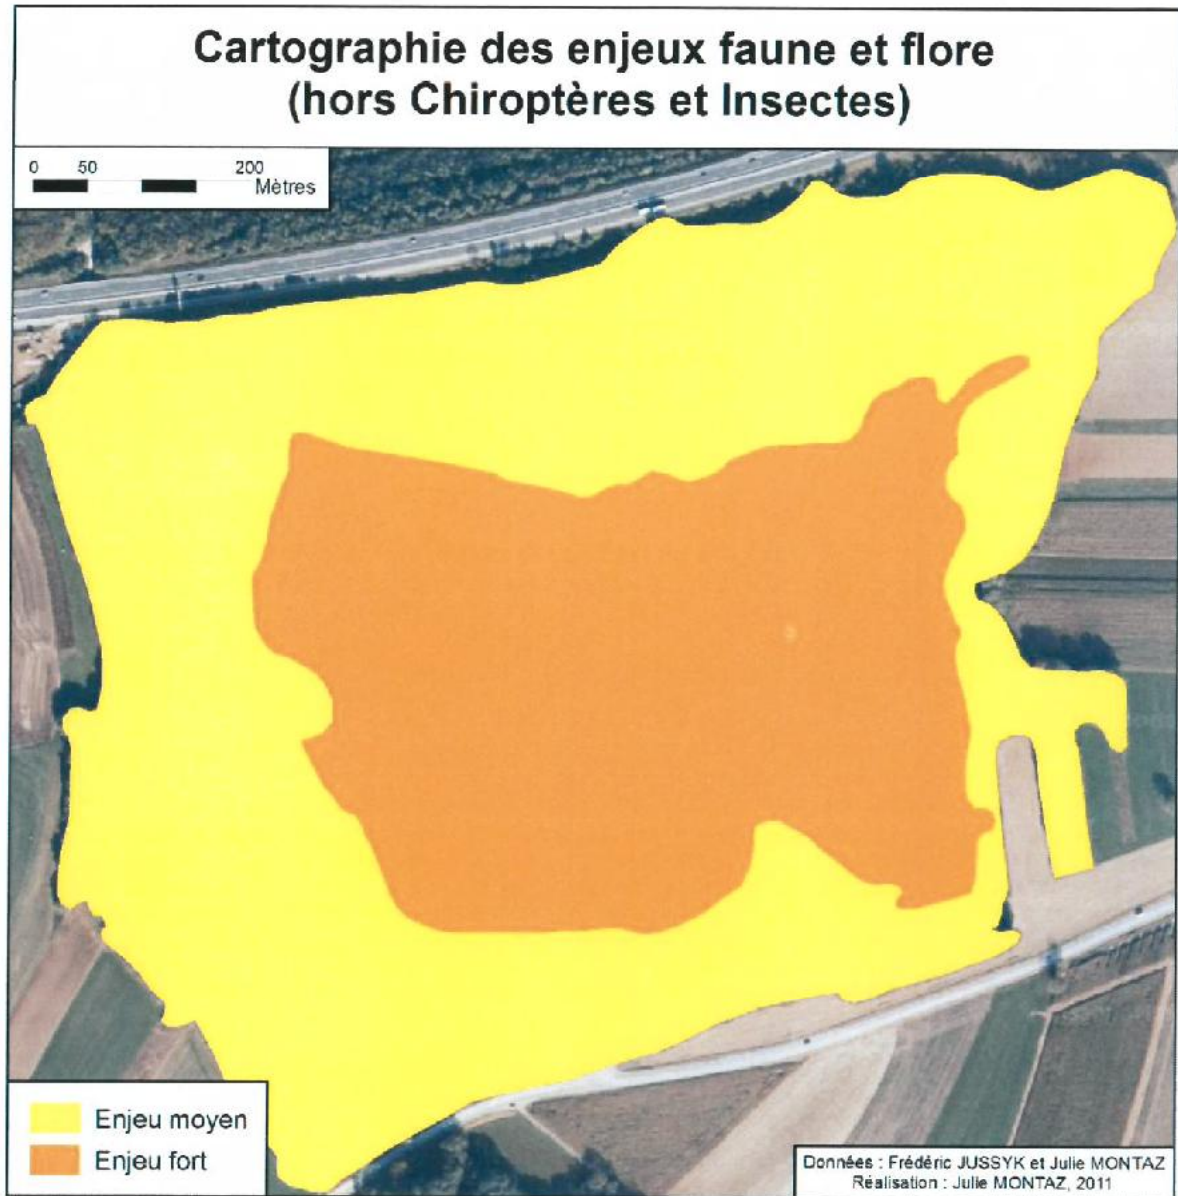 Cartographie des enjeux faune et flore
(hors Chiroptères et Insectes)
0 50 200
Mètres
Enjeu moyen
Enjeu fort
Données : Frédéric JUSSYK et Julie MONTAZ
Réalisation : Julie MONTAZ, 2011